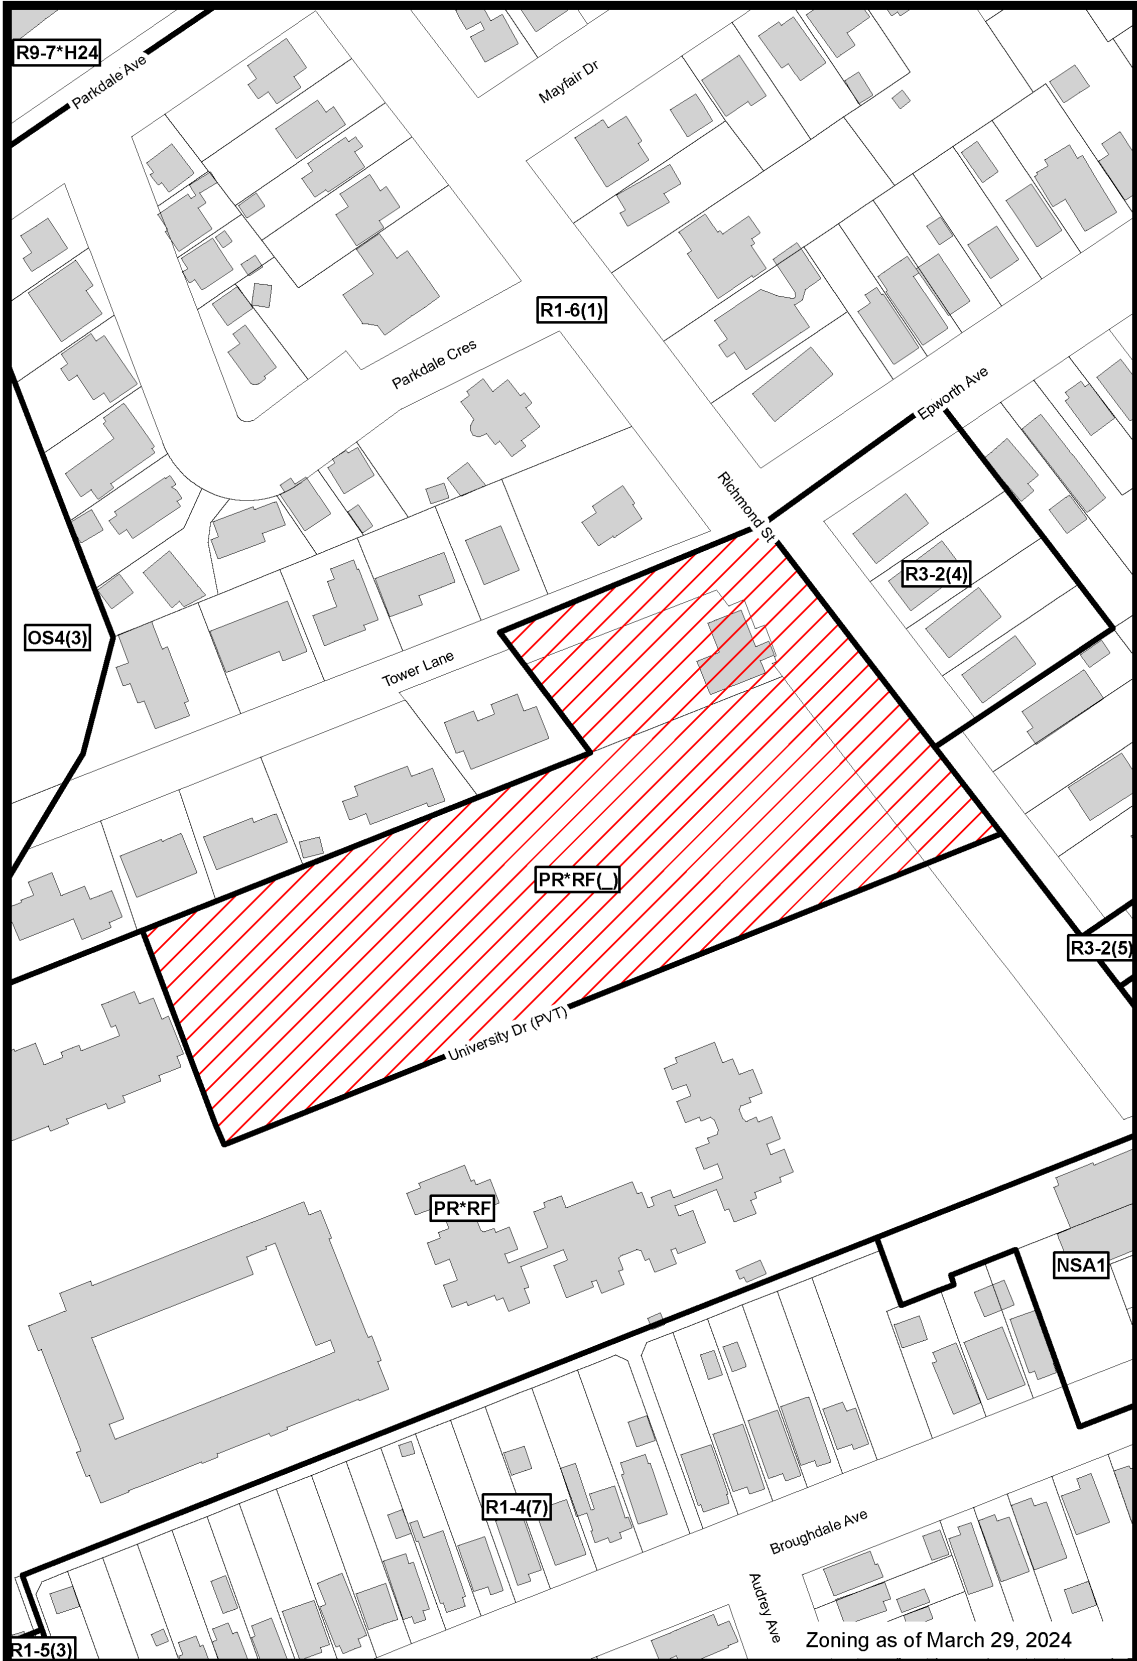 R9-7*H24
Parkdale Ave
Mayfair Dr
R1-6(1)
Parkdale Cres
Epworth Ave
Richmond St
R3-2(4)
OS4(3)
Tower Lane
PR*RF(_)
R3-2(5)
University Dr (PVT)
PR*RF
NSA1
R1-4(7)
Broughdale Ave
Audrey Ave
R1-5(3)
Zoning as of March 29, 2024